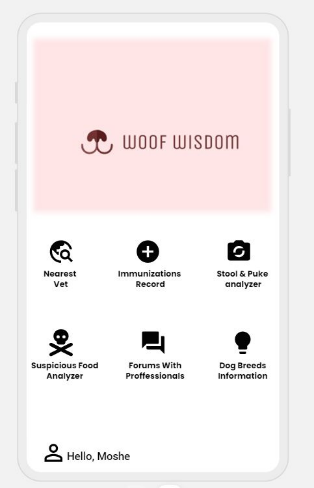 WOOF WISDOM
Nearest
Vet
Immunizations
Record
Stool & Puke
analyzer
Suspicious Food
Analyzer
Forums With
Proffessionals
Dog Breeds
Information
Hello, Moshe